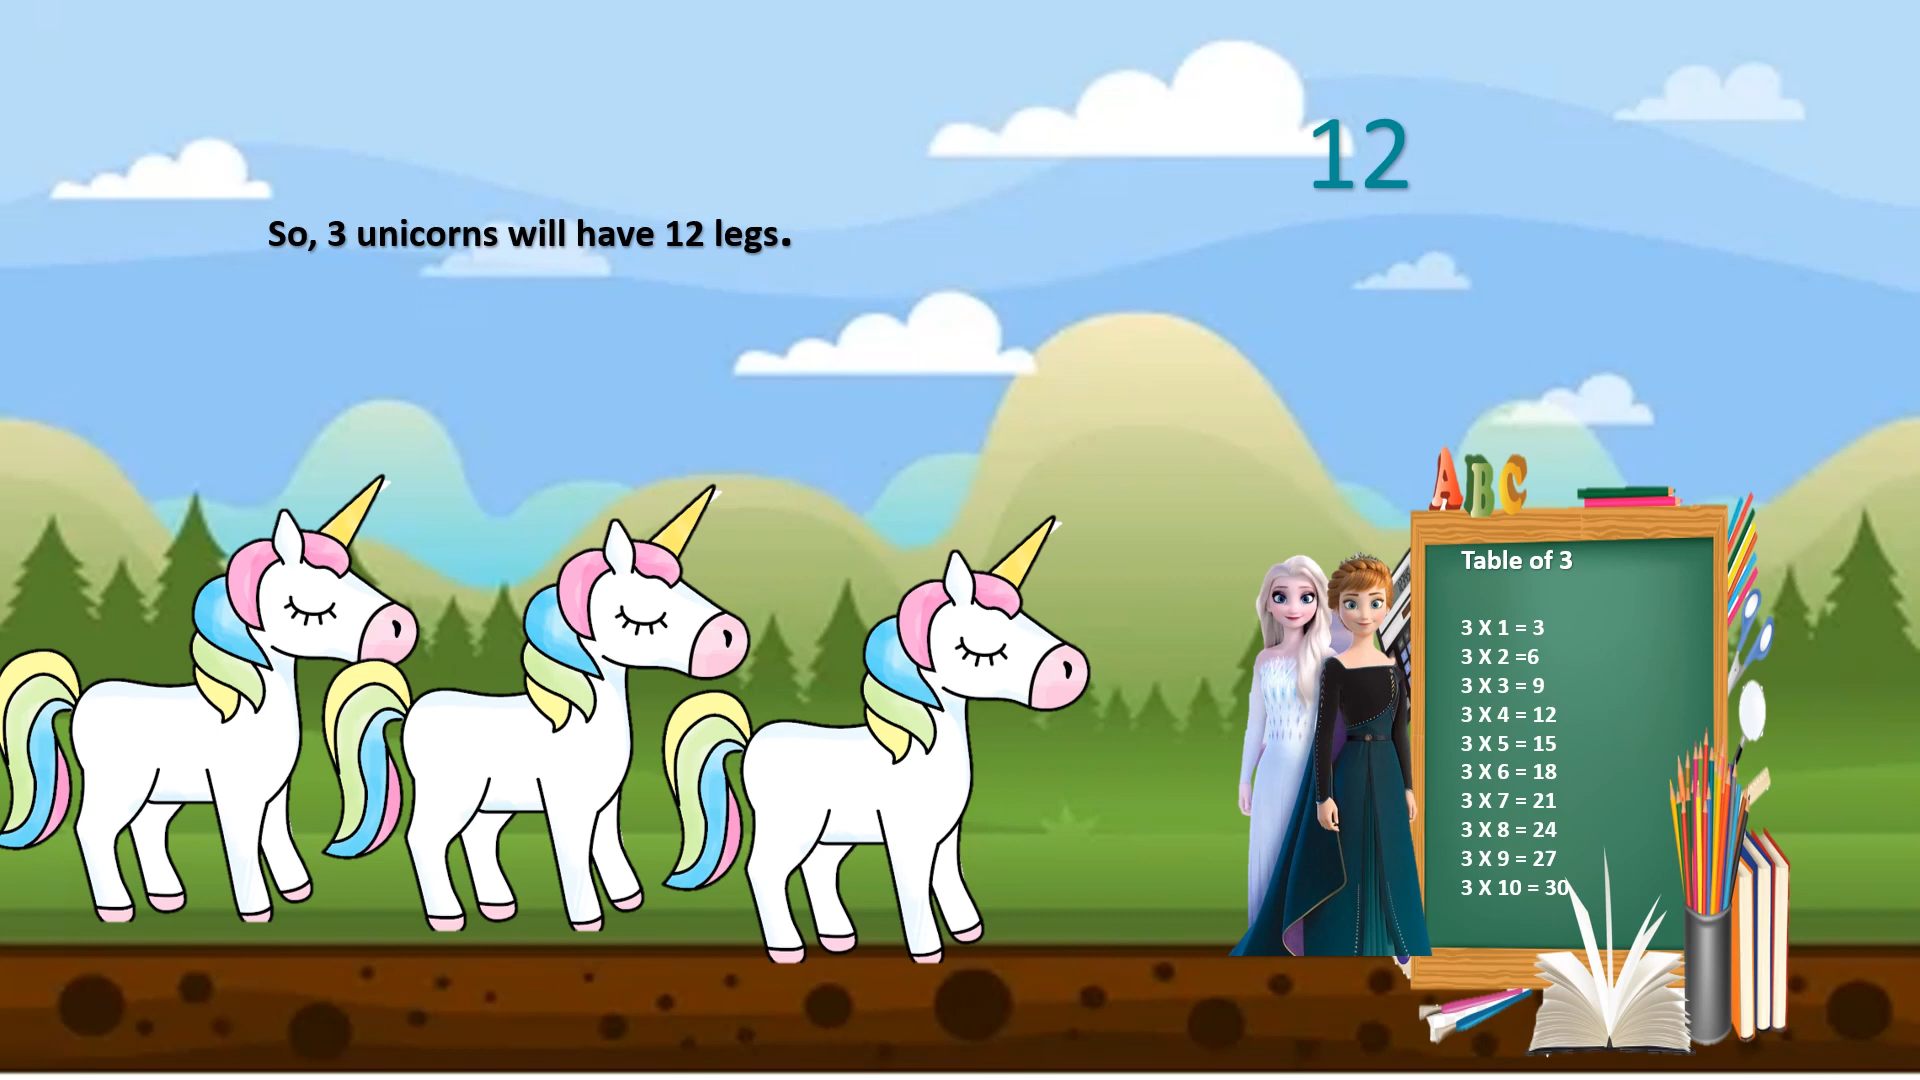 12
So, 3 unicorns will have 12 legs.
ABC
Table of 3
3 X 1 = 3
3 X 2 =6
3 X 3 = 9
3 X 4 = 12
3 X 5 = 15
3 X 6 = 18
3 X 7 = 21
3 X 8 = 24
3 X 9 = 27
3 X 10 = 30